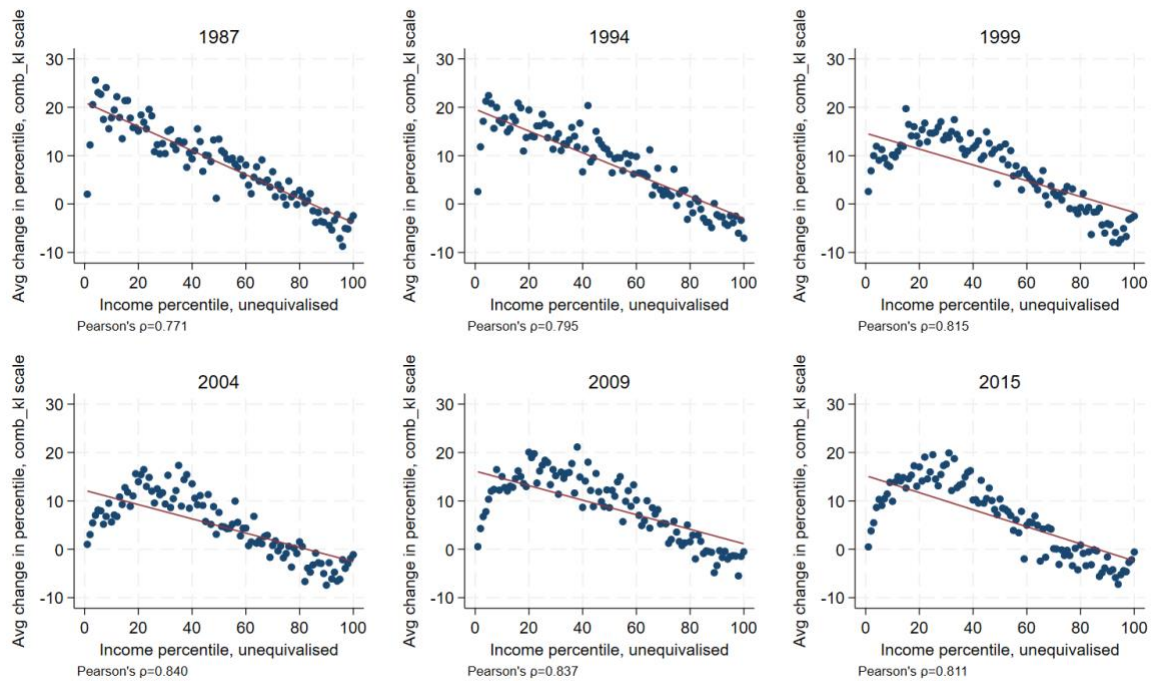 1987
Avg change in percentile, comb_kl scale
30
20
10
0
-10
0 20 40 60 80 100
Income percentile, unequivalised
Pearson's ρ=0.771
1994
Avg change in percentile, comb_kl scale
30
20
10
0
-10
0 20 40 60 80 100
Income percentile, unequivalised
Pearson's ρ=0.795
1999
Avg change in percentile, comb_kl scale
30
20
10
0
-10
0 20 40 60 80 100
Income percentile, unequivalised
Pearson's ρ=0.815
2004
Avg change in percentile, comb_kl scale
30
20
10
0
-10
0 20 40 60 80 100
Income percentile, unequivalised
Pearson's ρ=0.840
2009
Avg change in percentile, comb_kl scale
30
20
10
0
-10
0 20 40 60 80 100
Income percentile, unequivalised
Pearson's ρ=0.837
2015
Avg change in percentile, comb_kl scale
30
20
10
0
-10
0 20 40 60 80 100
Income percentile, unequivalised
Pearson's ρ=0.811